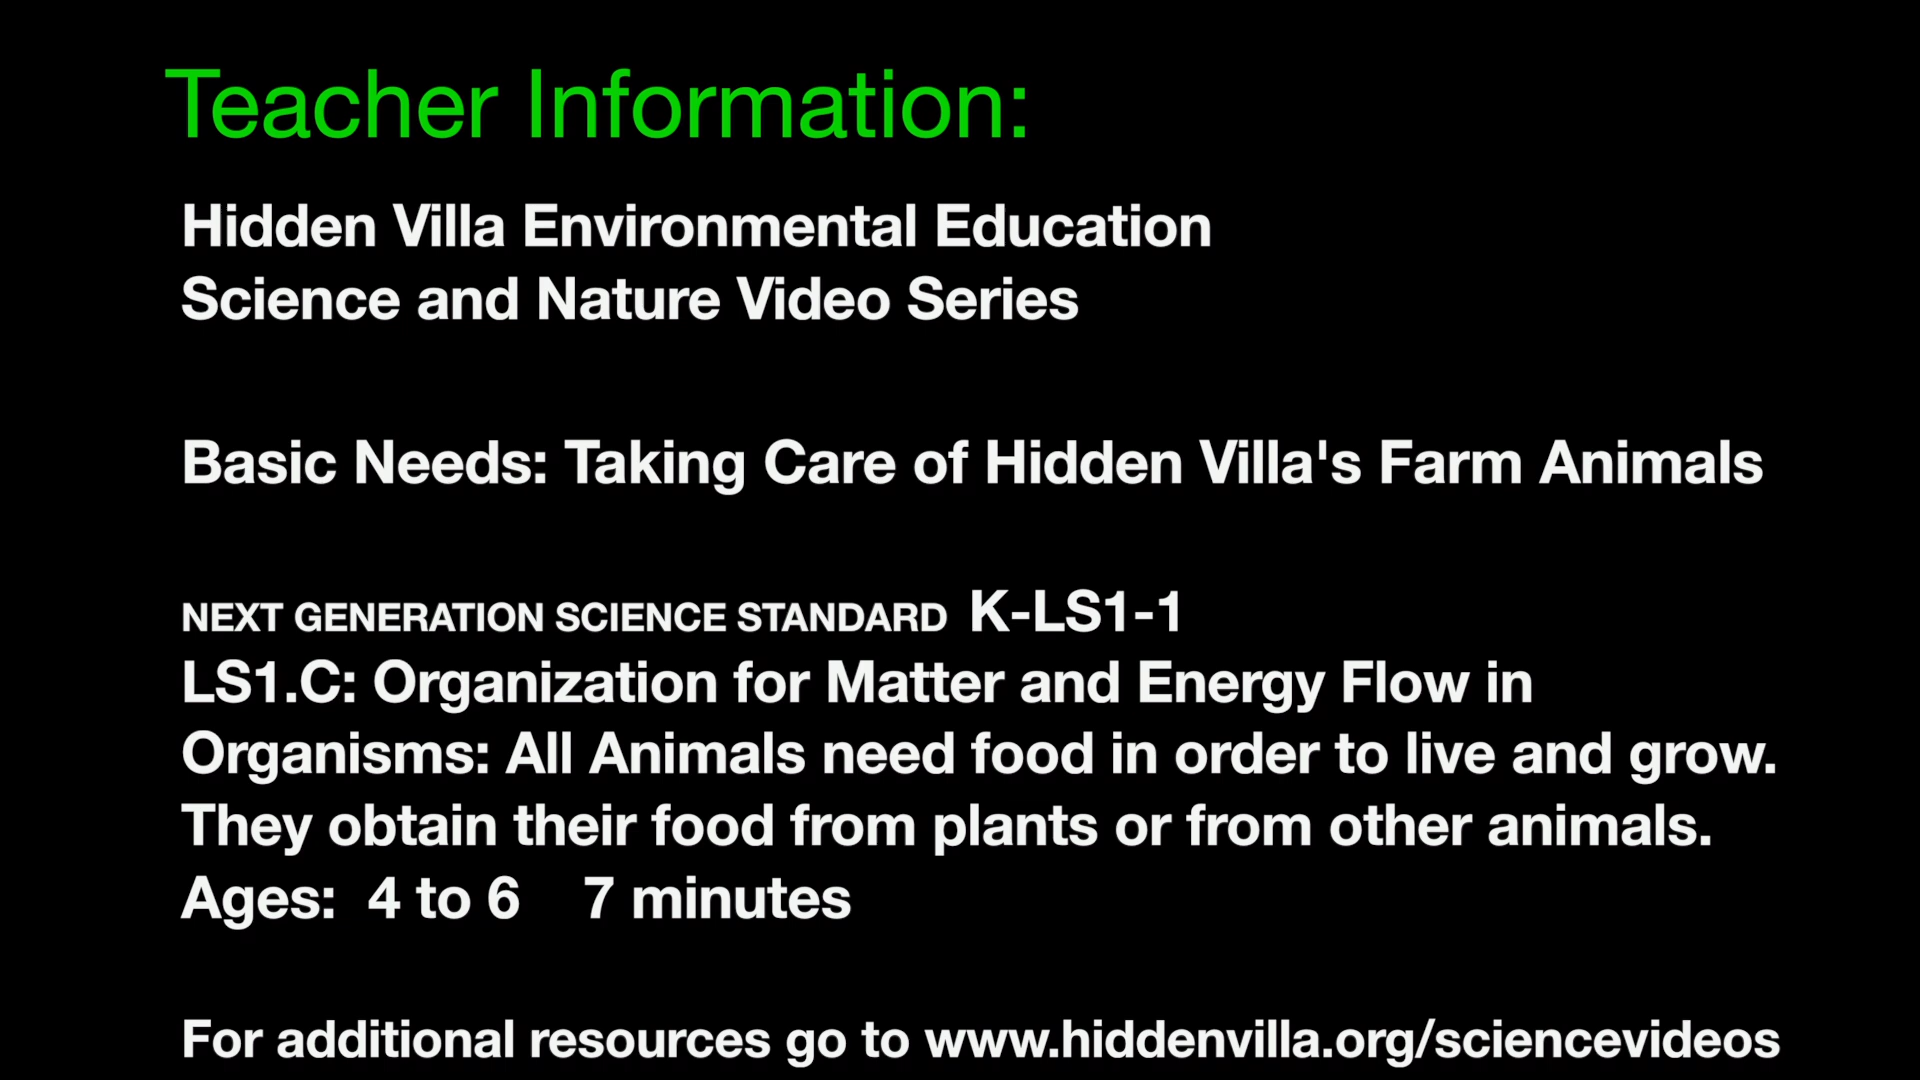 Teacher Information:
Hidden Villa Environmental Education
Science and Nature Video Series
Basic Needs: Taking Care of Hidden Villa's Farm Animals
NEXT GENERATION SCIENCE STANDARD K-LS1-1
LS1.C: Organization for Matter and Energy Flow in
Organisms: All Animals need food in order to live and grow.
They obtain their food from plants or from other animals.
Ages: 4 to 6 7 minutes
For additional resources go to www.hiddenvilla.org/sciencevideos